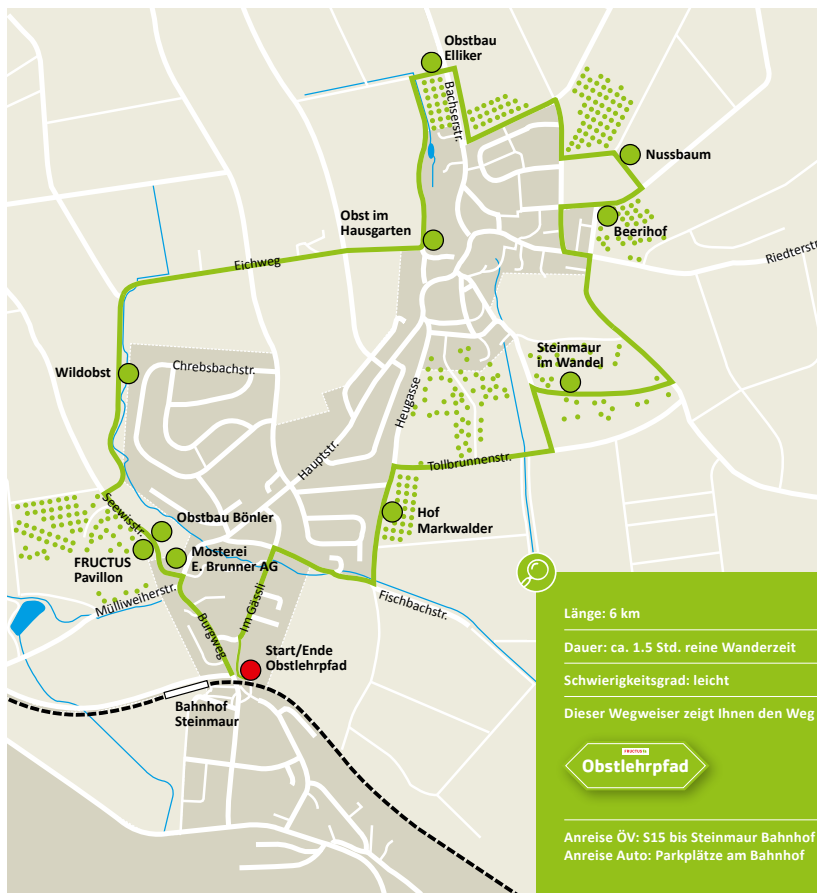 Obstbau
Elliker
Bachserstr.
Nussbaum
Obst im
Hausgarten
Beerihof
Eichweg
Riedterstr.
Steinmaur
im Wandel
Wildobst
Chrebsbachstr.
Heugasse
Hauptstr.
Tollbrunnenstr.
Seewisstr.
Obstbau Bönler
Hof
Markwalder
FRUCTUS
Pavillon
Mosterei
E. Brunner AG
Mülliweiherstr.
Burgweg
Im Gässli
Fischbachstr.
Start/Ende
Obstlehrpfad
Bahnhof
Steinmaur
Länge: 6 km
Dauer: ca. 1.5 Std. reine Wanderzeit
Schwierigkeitsgrad: leicht
Dieser Wegweiser zeigt Ihnen den Weg
FRUCTUS
Obstlehrpfad
Anreise ÖV: S15 bis Steinmaur Bahnhof
Anreise Auto: Parkplätze am Bahnhof